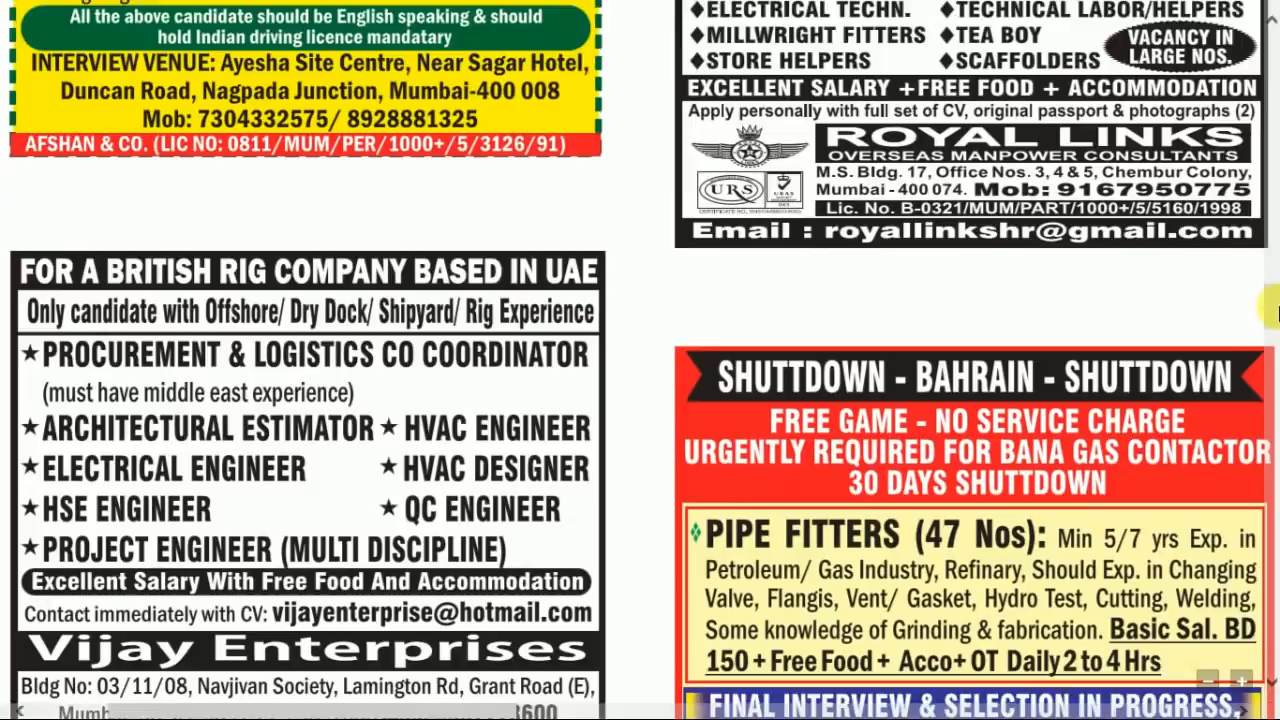 All the above candidate should be English speaking & should
hold Indian driving licence mandatary
INTERVIEW VENUE: Ayesha Site Centre, Near Sagar Hotel,
Duncan Road, Nagpada Junction, Mumbai-400 008
Mob: 7304332575/ 8928881325
AFSHAN & CO. (LIC NO: 0811/MUM/PER/1000+/5/3126/91)
FOR A BRITISH RIG COMPANY BASED IN UAE
Only candidate with Offshore/ Dry Dock/ Shipyard/ Rig Experience
★PROCUREMENT & LOGISTICS CO COORDINATOR
(must have middle east experience)
★ARCHITECTURAL ESTIMATOR ★ HVAC ENGINEER
★ELECTRICAL ENGINEER ★ HVAC DESIGNER
★HSE ENGINEER ★ QC ENGINEER
★PROJECT ENGINEER (MULTI DISCIPLINE)
Excellent Salary With Free Food And Accommodation
Contact immediately with CV: vijayenterprise@hotmail.com
Vijay Enterprises
Bldg No: 03/11/08, Navjivan Society, Lamington Rd, Grant Road (E),
♦ELECTRICAL TECHN. ♦TECHNICAL LABOR/HELPERS
♦MILLWRIGHT FITTERS ♦TEA BOY
♦STORE HELPERS ♦SCAFFOLDERS
VACANCY IN
LARGE NOS.
EXCELLENT SALARY +FREE FOOD + ACCOMMODATION
Apply personally with full set of CV, original passport & photographs (2)
ROYAL LINKS
OVERSEAS MANPOWER CONSULTANTS
M.S. Bldg. 17, Office Nos. 3, 4 & 5, Chembur Colony,
Mumbai - 400 074. Mob: 9167950775
URS
Lic. No. B-0321/MUM/PART/1000+/5/5160/1998
Email : royallinkshr@gmail.com
SHUTTDOWN - BAHRAIN - SHUTTDOWN
FREE GAME - NO SERVICE CHARGE
URGENTLY REQUIRED FOR BANA GAS CONTACTOR
30 DAYS SHUTTDOWN
PIPE FITTERS (47 Nos): Min 5/7 yrs Exp. in
Petroleum/ Gas Industry, Refinary, Should Exp. in Changing
Valve, Flangis, Vent/ Gasket, Hydro Test, Cutting, Welding,
Some knowledge of Grinding & fabrication. Basic Sal. BD
150+Free Food+ Acco+OT Daily 2 to 4 Hrs
FINAL INTERVIEW & SELECTION IN PROGRESS.